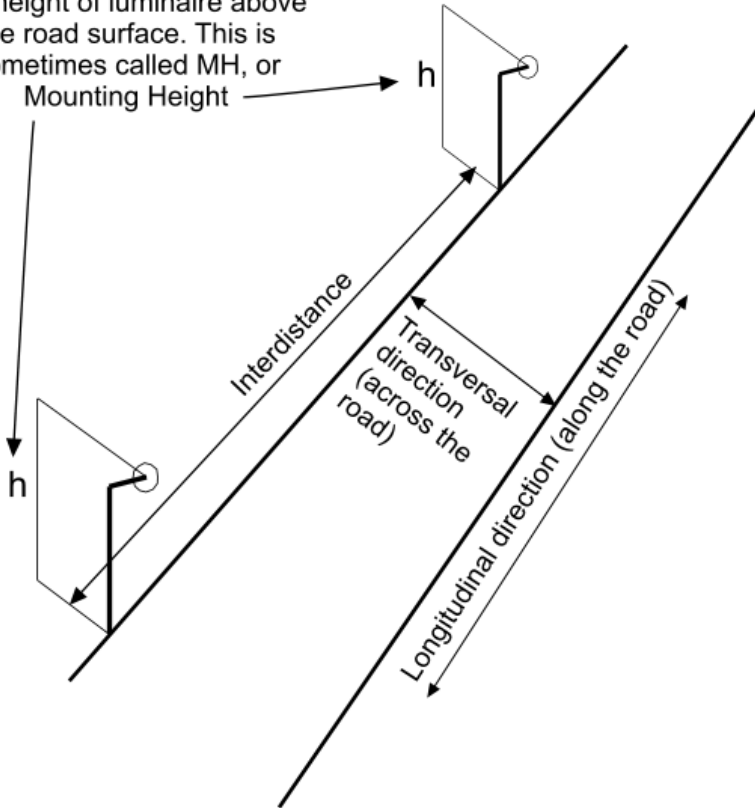 height of luminaire above
e road surface. This is
ometimes called MH, or
Mounting Height
h
Interdistance
Transversal
direction
(across the
road)
Longitudinal direction (along the road)
h